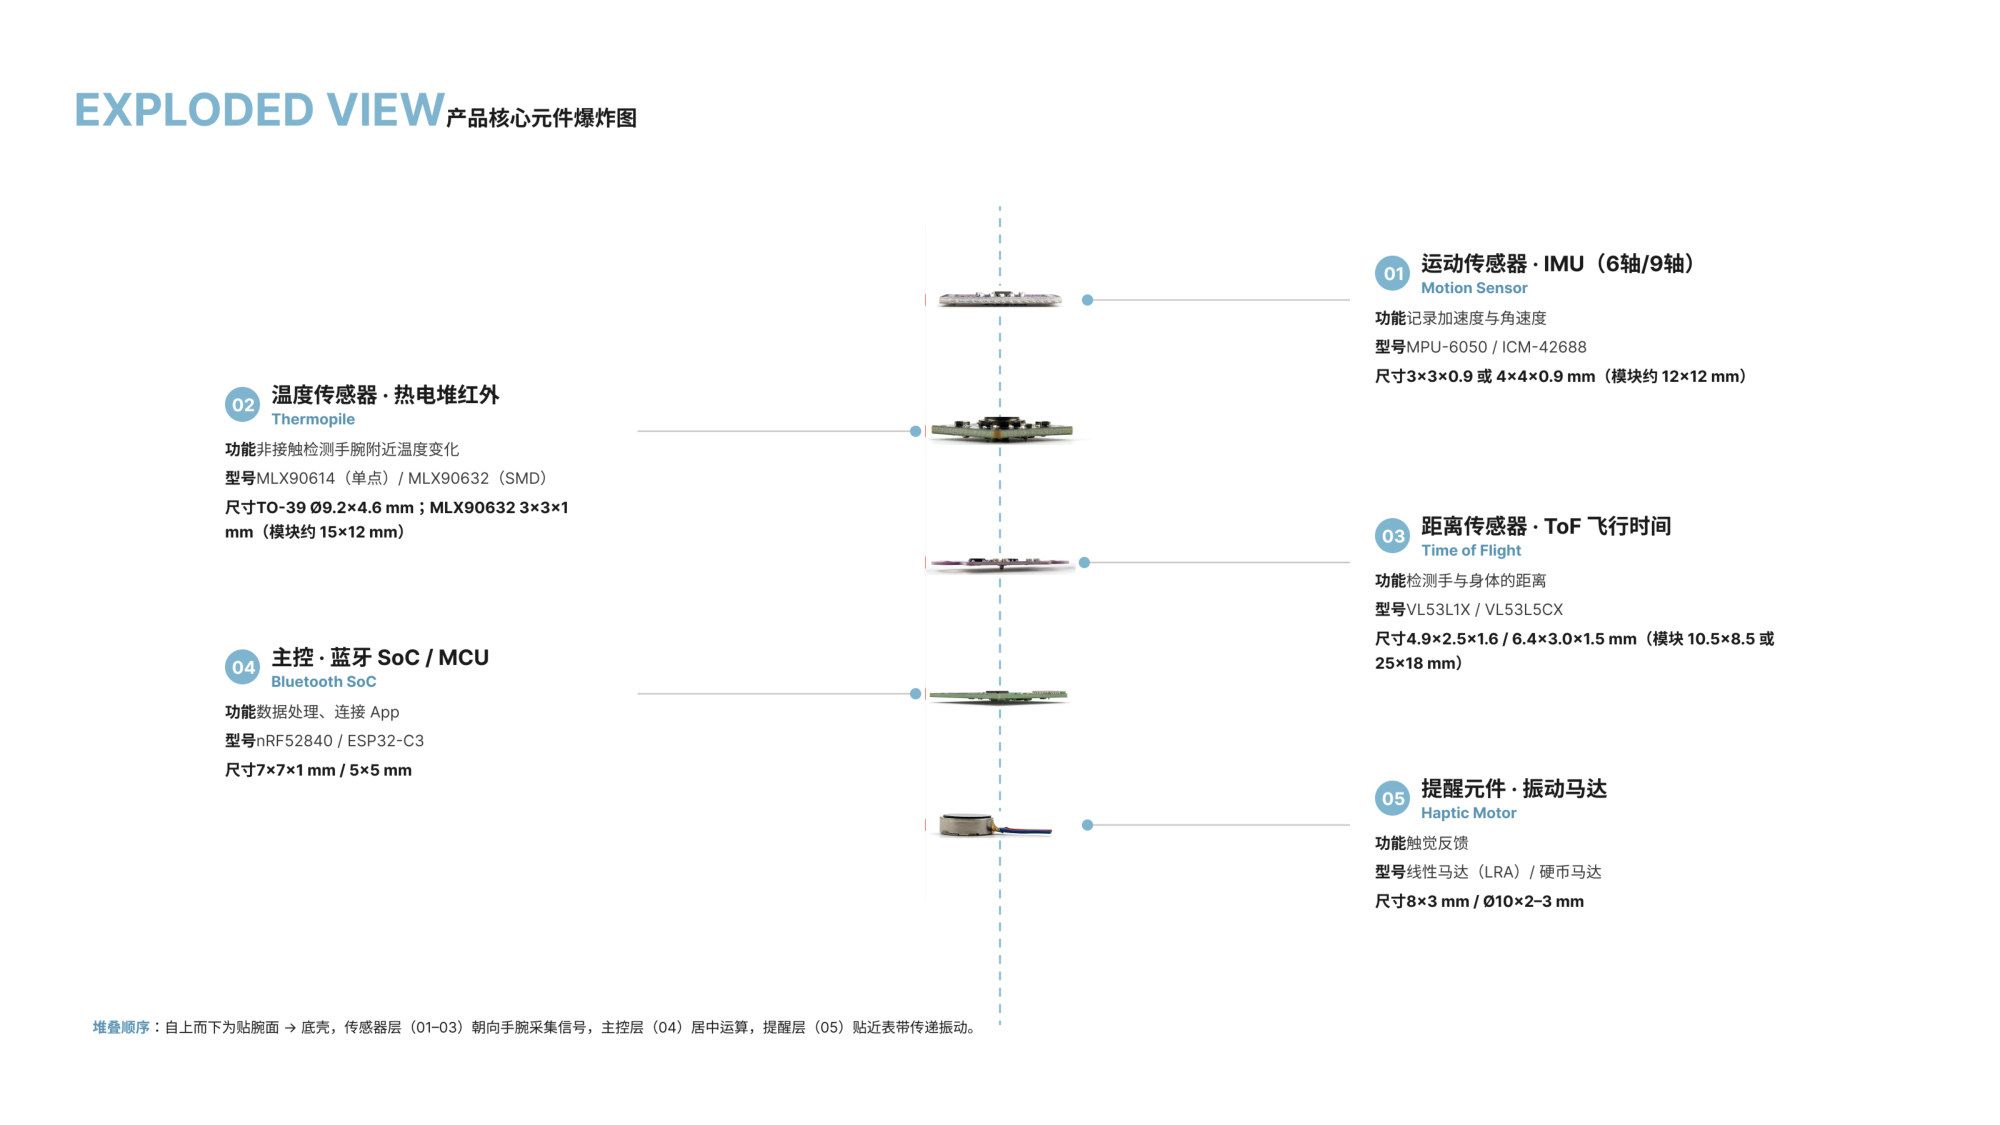 EXPLODED VIEW产品核心元件爆炸图
01 运动传感器 · IMU（6轴/9轴）
Motion Sensor
功能记录加速度与角速度
型号MPU-6050 / ICM-42688
尺寸3×3×0.9 或 4×4×0.9 mm（模块约 12×12 mm）
02 温度传感器 · 热电堆红外
Thermopile
功能非接触检测手腕附近温度变化
型号MLX90614（单点）/ MLX90632（SMD）
尺寸TO-39 Ø9.2×4.6 mm；MLX90632 3×3×1
mm（模块约 15×12 mm）
03 距离传感器 · ToF 飞行时间
Time of Flight
功能检测手与身体的距离
型号VL53L1X / VL53L5CX
尺寸4.9×2.5×1.6 / 6.4×3.0×1.5 mm（模块 10.5×8.5 或
25×18 mm）
04 主控 · 蓝牙 SoC / MCU
Bluetooth SoC
功能数据处理、连接 App
型号nRF52840 / ESP32-C3
尺寸7×7×1 mm / 5×5 mm
05 提醒元件 · 振动马达
Haptic Motor
功能触觉反馈
型号线性马达（LRA）/ 硬币马达
尺寸8×3 mm / Ø10×2–3 mm
堆叠顺序：自上而下为贴腕面 → 底壳，传感器层（01–03）朝向手腕采集信号，主控层（04）居中运算，提醒层（05）贴近表带传递振动。